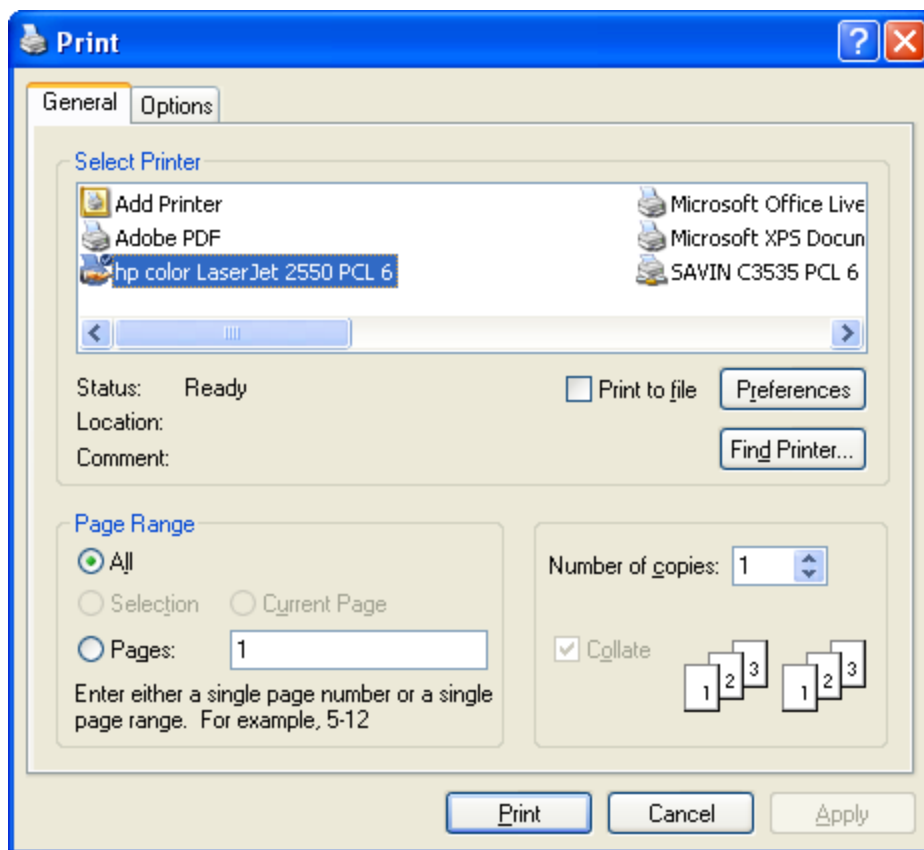 Print
General Options
Select Printer
Add Printer
Adobe PDF
hp color LaserJet 2550 PCL 6
Microsoft Office Live
Microsoft XPS Docun
SAVIN C3535 PCL 6
Status: Ready
Location:
Comment:
Print to file
Preferences
Find Printer...
Page Range
All
Selection Current Page
Pages: 1
Enter either a single page number or a single
page range. For example, 5-12
Number of copies: 1
Collate
1 2 3 1 2 3
Print Cancel Apply